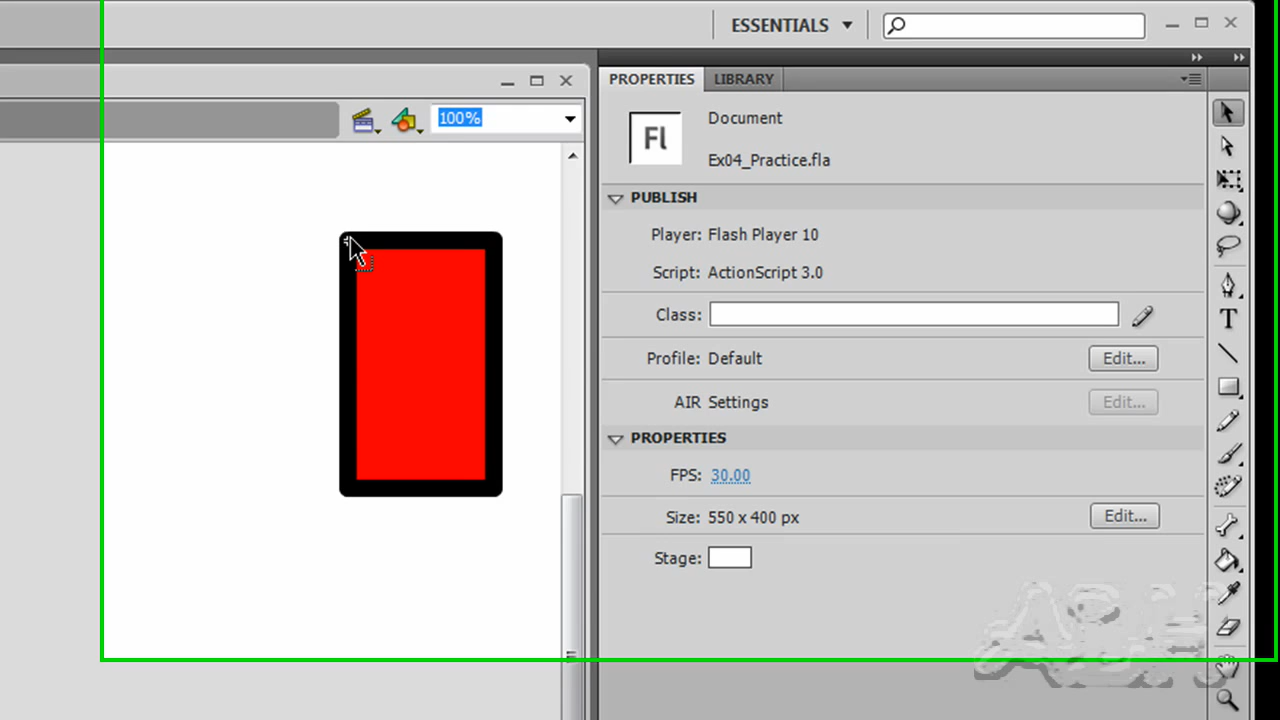 ESSENTIALS
100%
PROPERTIES LIBRARY
Fl
Document
Ex04_Practice.fla
PUBLISH
Player: Flash Player 10
Script: ActionScript 3.0
Class:
Profile: Default Edit...
AIR Settings Edit...
PROPERTIES
FPS: 30.00
Size: 550 x 400 px Edit...
Stage:
T